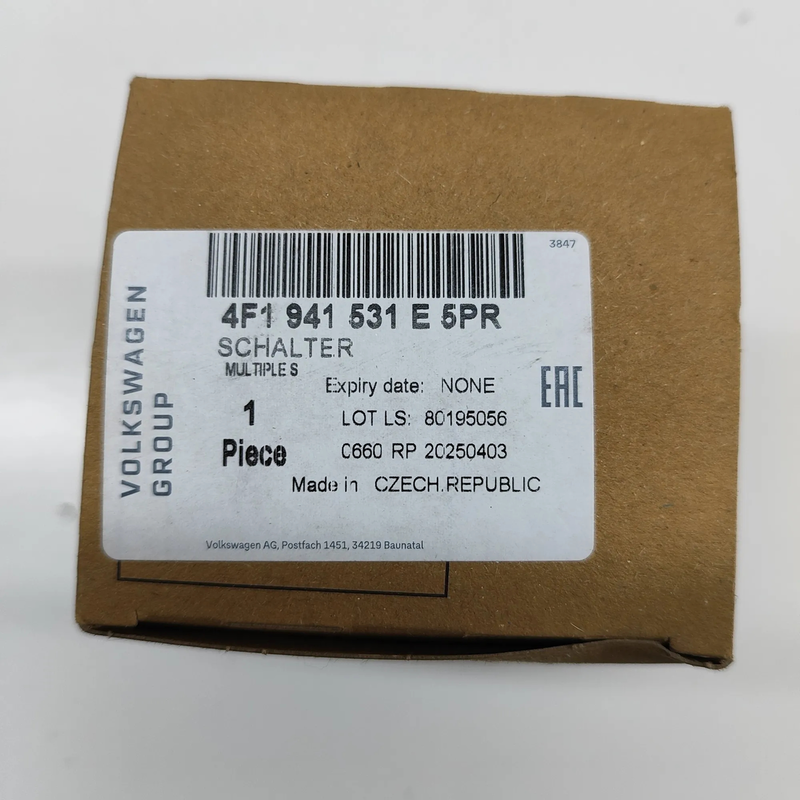 3847
4F1 941 531 E 5PR
SCHALTER
MULTIPLE S
Expiry date: NONE
EAC
1
LOT LS: 80195056
Piece
0660 RP 20250403
Made in CZECH.REPUBLIC
VOLKSWAGEN
GROUP
Volkswagen AG, Postfach 1451, 34219 Baunatal